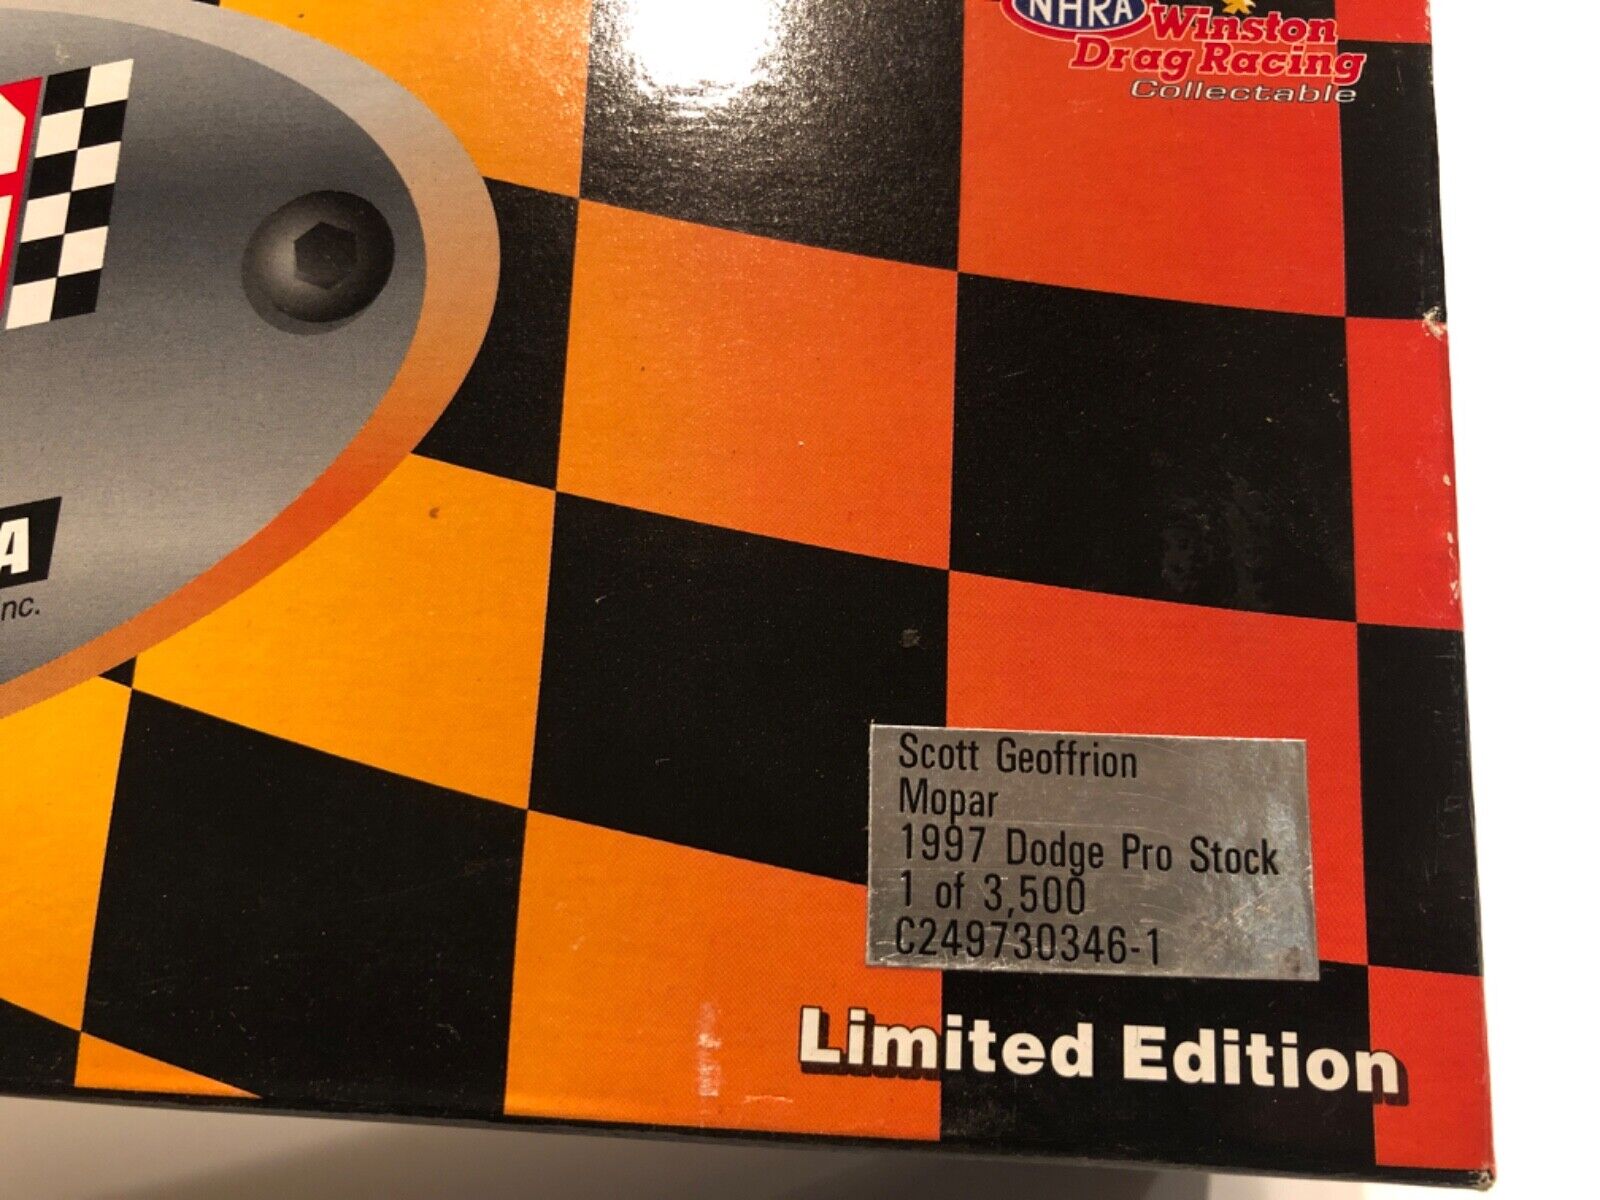 NHRA
Winston
Drag Racing
Collectable
A
nc.
Scott Geoffrion
Mopar
1997 Dodge Pro Stock
1 of 3,500
C249730346-1
Limited Edition